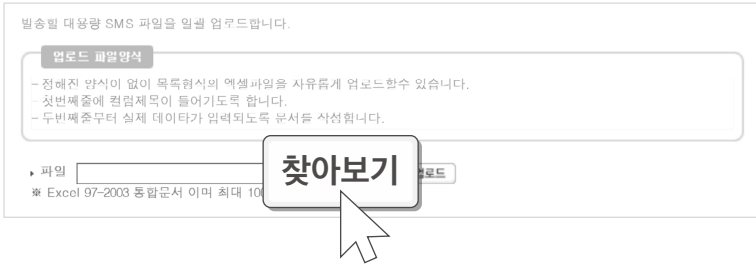 발송할 대용량 SMS 파일을 일괄 업로드합니다.
업로드 파일양식
- 정해진 양식이 없이 목록형식의 엑셀파일을 자유롭게 업로드할수 있습니다.
- 첫번째줄에 컬럼제목이 들어가도록 합니다.
- 두번째줄부터 실제 데이타가 입력되도록 문서를 작성합니다.
▸ 파일 찾아보기 로드
※ Excel 97-2003 통합문서 이며 최대